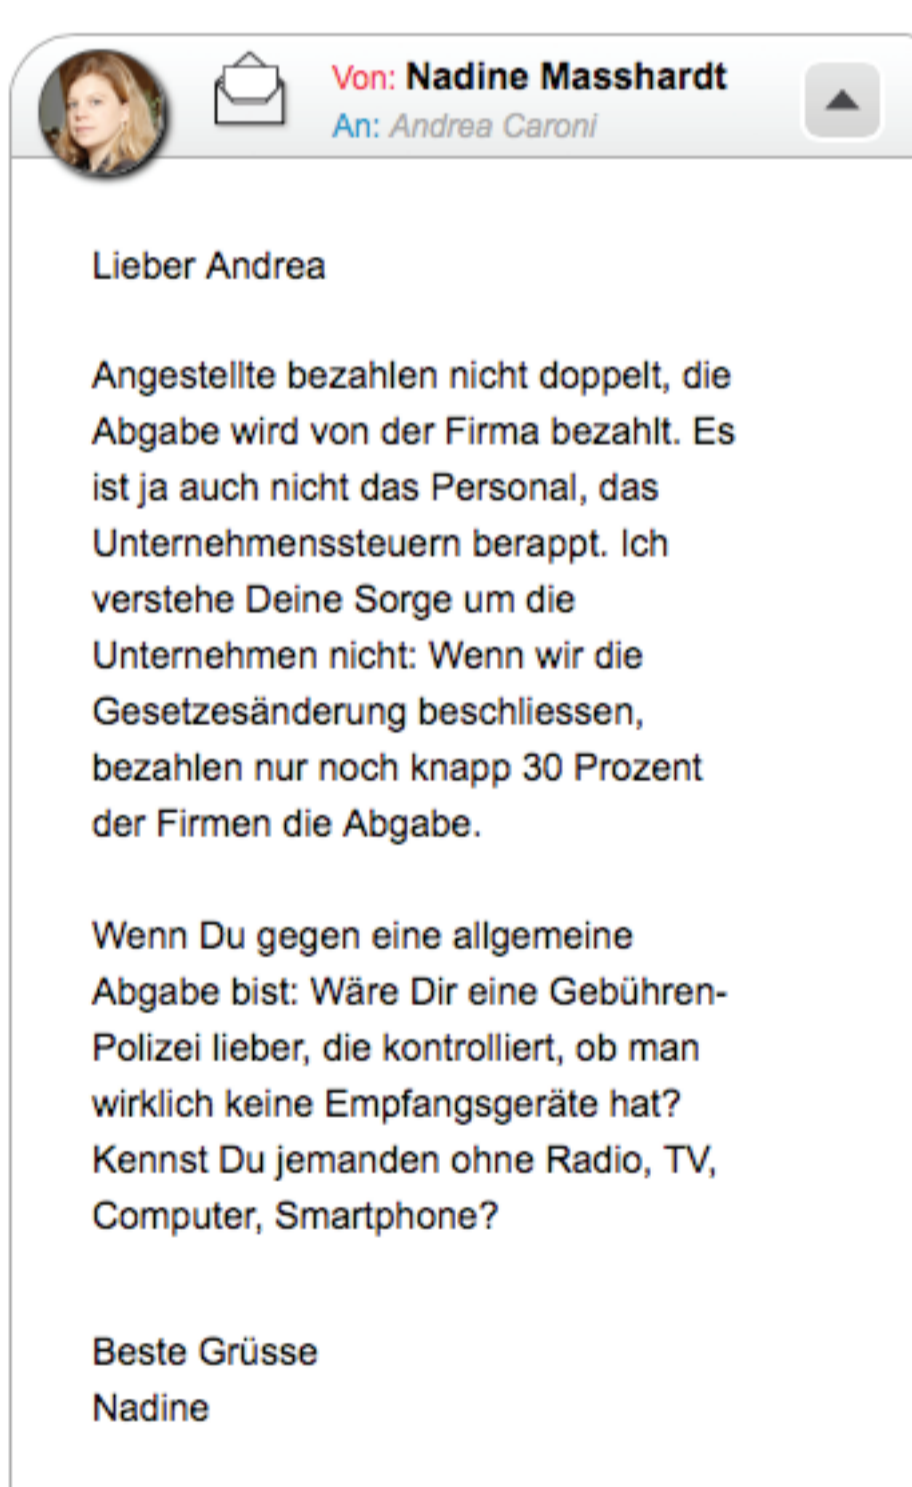 Von: Nadine Masshardt
An: Andrea Caroni
Lieber Andrea
Angestellte bezahlen nicht doppelt, die
Abgabe wird von der Firma bezahlt. Es
ist ja auch nicht das Personal, das
Unternehmenssteuern berappt. Ich
verstehe Deine Sorge um die
Unternehmen nicht: Wenn wir die
Gesetzesänderung beschliessen,
bezahlen nur noch knapp 30 Prozent
der Firmen die Abgabe.
Wenn Du gegen eine allgemeine
Abgabe bist: Wäre Dir eine Gebühren-
Polizei lieber, die kontrolliert, ob man
wirklich keine Empfangsgeräte hat?
Kennst Du jemanden ohne Radio, TV,
Computer, Smartphone?
Beste Grüsse
Nadine